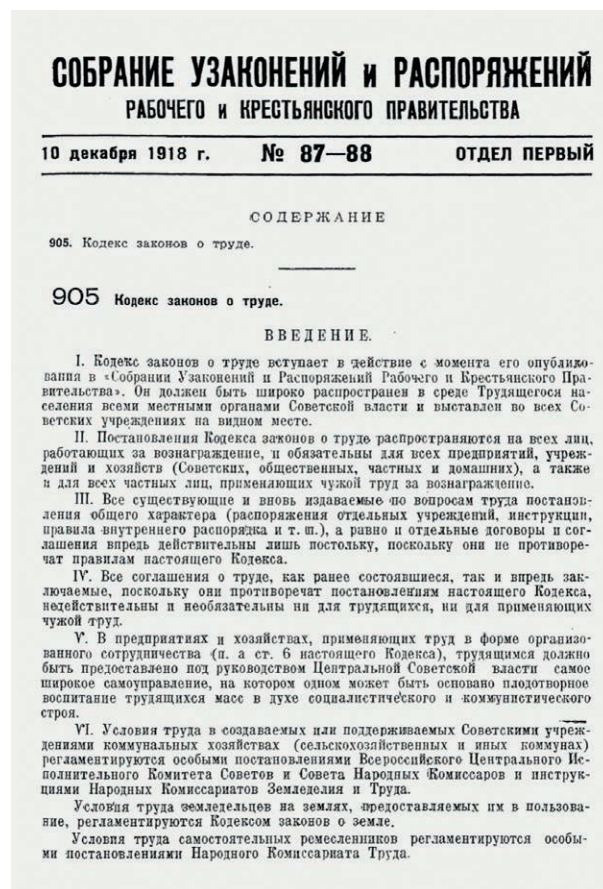 СОБРАНИЕ УЗАКОНЕНИЙ и РАСПОРЯЖЕНИЙ
РАБОЧЕГО и КРЕСТЬЯНСКОГО ПРАВИТЕЛЬСТВА
10 декабря 1918 г. № 87—88 ОТДЕЛ ПЕРВЫЙ
СОДЕРЖАНИЕ
905. Кодекс законов о труде.
905 Кодекс законов о труде.
ВВЕДЕНИЕ.
I. Кодекс законов о труде вступает в действие с момента его опублико-
вания в «Собрании Узаконений и Распоряжений Рабочего и Крестьянского Пра-
вительства». Он должен быть широко распространен в среде Трудящегося на-
селения всеми местными органами Советской власти и выставлен во всех Со-
ветских учреждениях на видном месте.
II. Постановления Кодекса законов о труде распространяются на всех лиц,
работающих за вознаграждение, и обязательны для всех предприятий, учреж-
дений и хозяйств (Советских, общественных, частных и домашних), а также
и для всех частных лиц, применяющих чужой труд за вознаграждение.
III. Все существующие и вновь издаваемые по вопросам труда постанов-
ления общего характера (распоряжения отдельных учреждений, инструкции,
правила внутреннего распорядка и т. п.), а равно и отдельные договоры и сог-
лашения впредь действительны лишь постольку, поскольку они не противоре-
чат правилам настоящего Кодекса.
IV. Все соглашения о труде, как ранее состоявшиеся, так и впредь зак-
лючаемые, поскольку они противоречат постановлениям настоящего Кодекса,
недействительны и необязательны ни для трудящихся, ни для применяющих
чужой труд.
V. В предприятиях и хозяйствах, применяющих труд в форме организо-
ванного сотрудничества (п. а ст. 6 настоящего Кодекса), трудящимся должно
быть предоставлено под руководством Центральной Советской власти самое
широкое самоуправление, на котором одном может быть основано плодотворное
воспитание трудящихся масс в духе социалистического и коммунистического
строя.
VI. Условия труда в создаваемых или поддерживаемых Советскими учреж-
дениями коммунальных хозяйствах (сельскохозяйственных и иных коммунах)
регламентируются особыми постановлениями Всероссийского Центрального Ис-
полнительного Комитета Советов и Совета Народных Комиссаров и инструк-
циями Народных Комиссариатов Земледелия и Труда.
Условия труда земледельцев на землях, предоставляемых им в пользова-
ние, регламентируются Кодексом законов о земле.
Условия труда самостоятельных ремесленников регламентируются особы-
ми постановлениями Народного Комиссариата Труда.